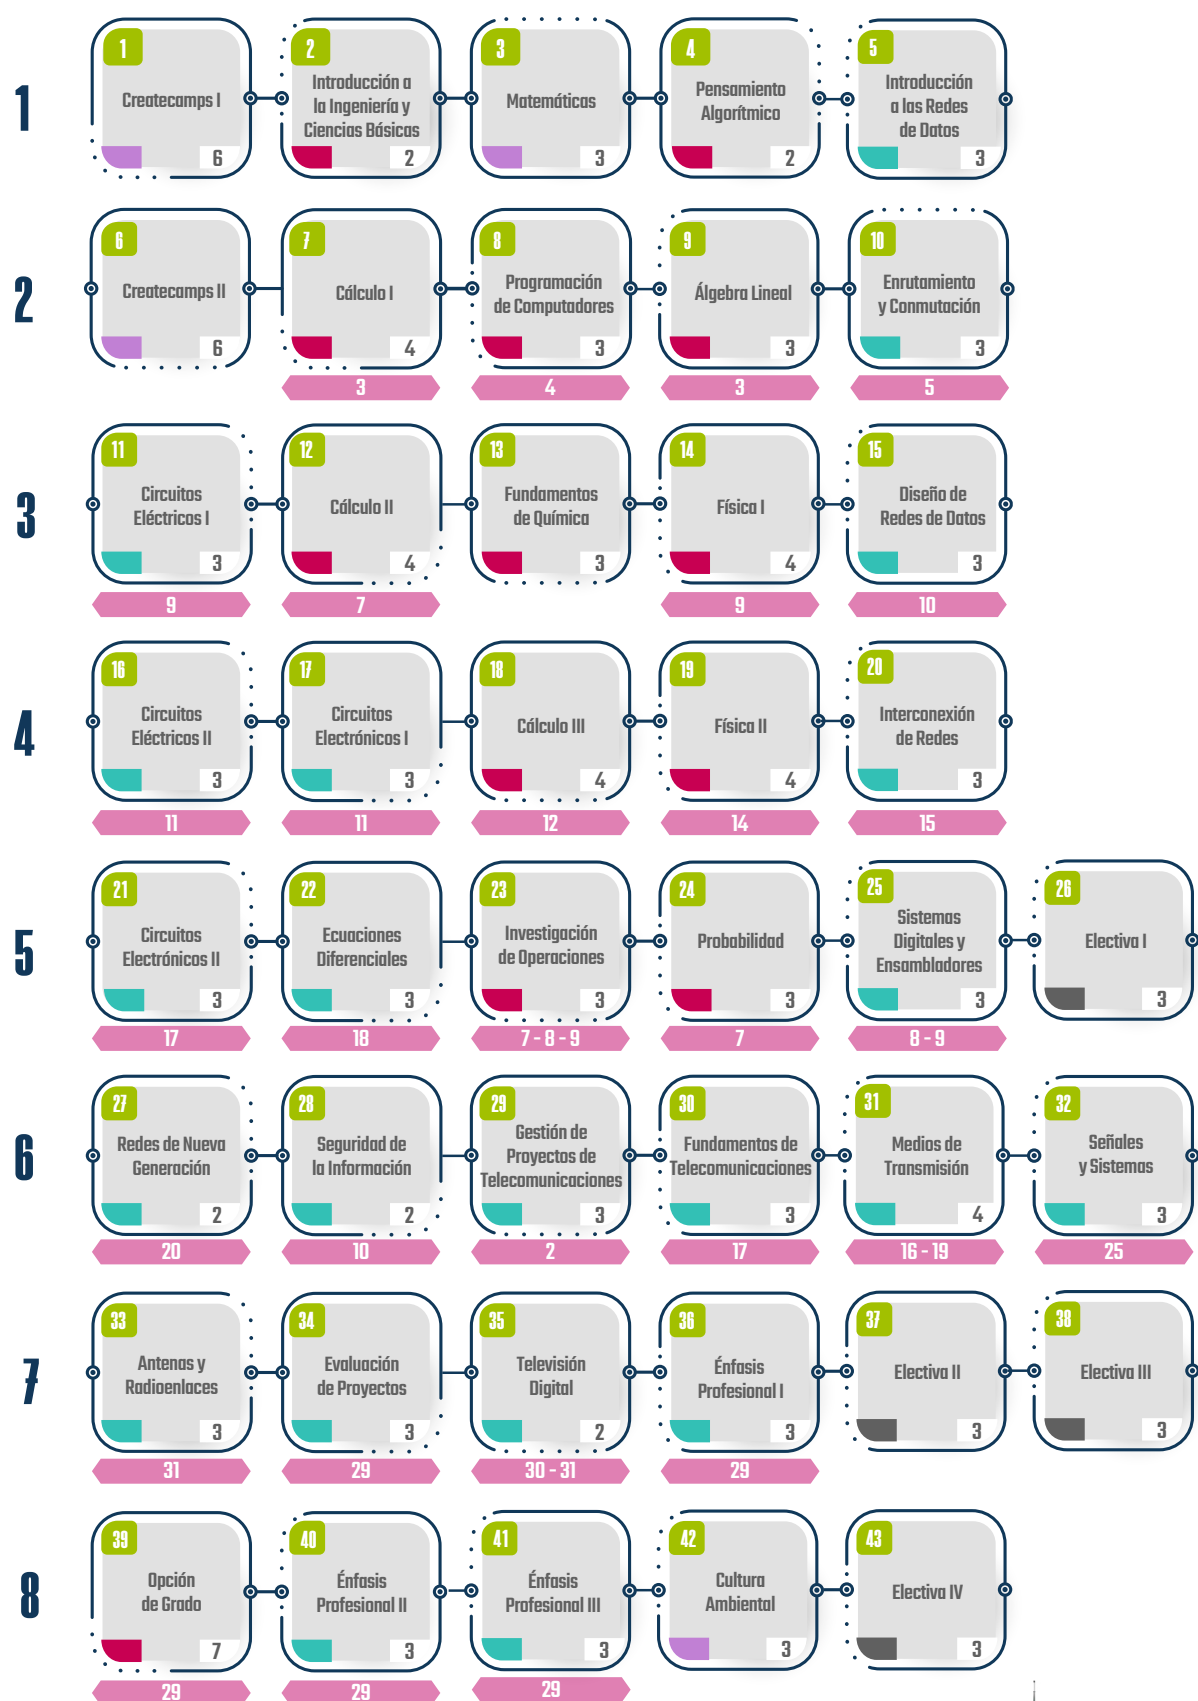 1
1
Createcamps I
6
2
Introducción a
la Ingeniería y
Ciencias Básicas
2
3
Matemáticas
3
4
Pensamiento
Algorítmico
2
5
Introducción
a las Redes
de Datos
3
2
6
Createcamps II
6
7
Cálculo I
4
3
8
Programación
de Computadores
3
4
9
Álgebra Lineal
3
3
10
Enrutamiento
y Conmutación
3
5
3
11
Circuitos
Eléctricos I
3
9
12
Cálculo II
4
7
13
Fundamentos
de Química
3
14
Física I
4
9
15
Diseño de
Redes de Datos
3
10
4
16
Circuitos
Eléctricos II
3
11
17
Circuitos
Electrónicos I
3
11
18
Cálculo III
4
12
19
Física II
4
14
20
Interconexión
de Redes
3
15
5
21
Circuitos
Electrónicos II
3
17
22
Ecuaciones
Diferenciales
3
18
23
Investigación
de Operaciones
3
7 - 8 - 9
24
Probabilidad
3
7
25
Sistemas
Digitales y
Ensambladores
3
8 - 9
26
Electiva I
3
6
27
Redes de Nueva
Generación
2
20
28
Seguridad de
la Información
2
10
29
Gestión de
Proyectos de
Telecomunicaciones
3
2
30
Fundamentos de
Telecomunicaciones
3
17
31
Medios de
Transmisión
4
16 - 19
32
Señales
y Sistemas
3
25
7
33
Antenas y
Radioenlaces
3
31
34
Evaluación
de Proyectos
3
29
35
Televisión
Digital
2
30 - 31
36
Énfasis
Profesional I
3
29
37
Electiva II
3
38
Electiva III
3
8
39
Opción
de Grado
7
29
40
Énfasis
Profesional II
3
29
41
Énfasis
Profesional III
3
29
42
Cultura
Ambiental
3
43
Electiva IV
3